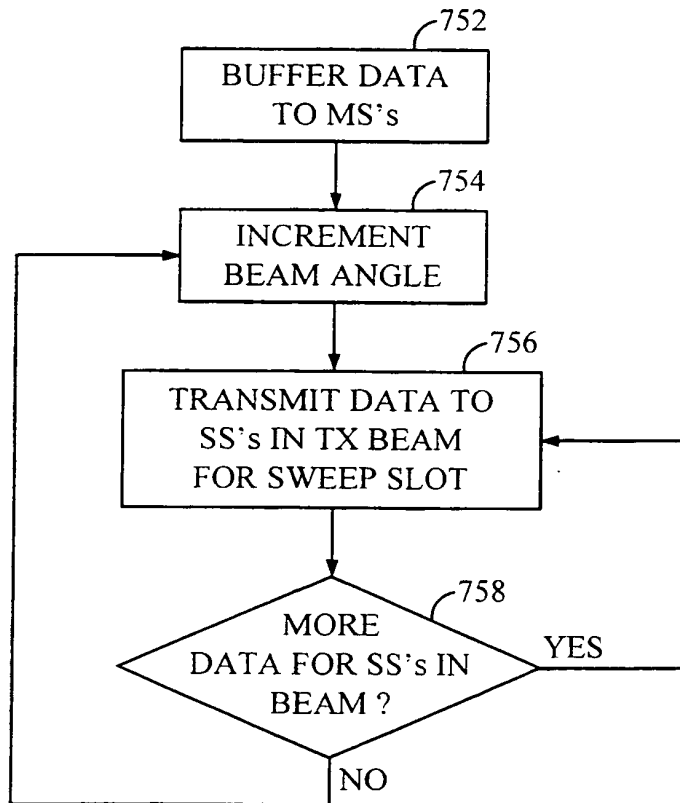 752
BUFFER DATA
TO MS's
754
INCREMENT
BEAM ANGLE
756
TRANSMIT DATA TO
SS's IN TX BEAM
FOR SWEEP SLOT
758
MORE
DATA FOR SS's IN
BEAM ?
YES
NO